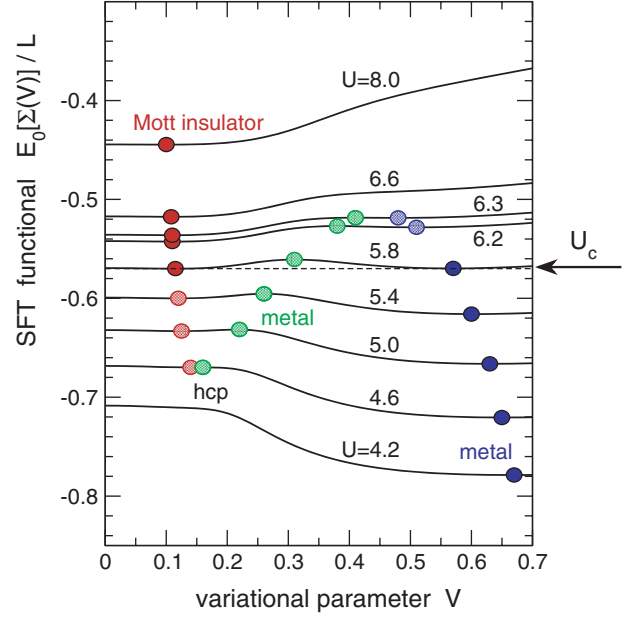 SFT functional E0[Σ(V)] / L
-0.4
-0.5
-0.6
-0.7
-0.8
U=8.0
Mott insulator
6.6
6.3
6.2
5.8
Uc
5.4
metal
5.0
hcp
4.6
U=4.2
metal
0 0.1 0.2 0.3 0.4 0.5 0.6 0.7
variational parameter V